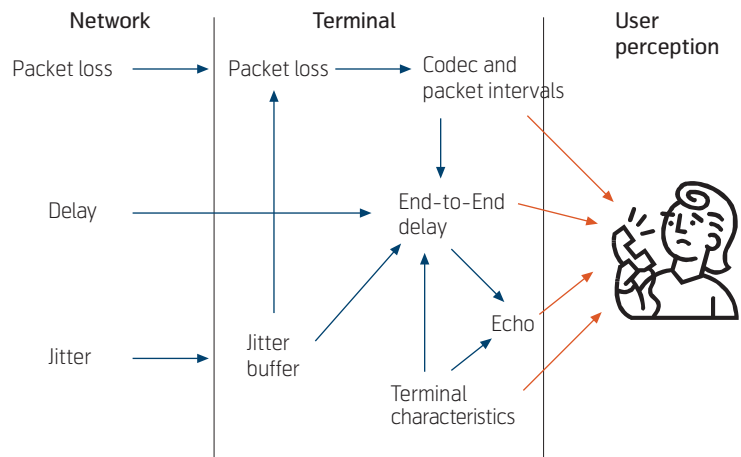 Network
Terminal
User
perception
Packet loss
Packet loss
Codec and
packet intervals
Delay
End-to-End
delay
Echo
Jitter
Jitter
buffer
Terminal
characteristics